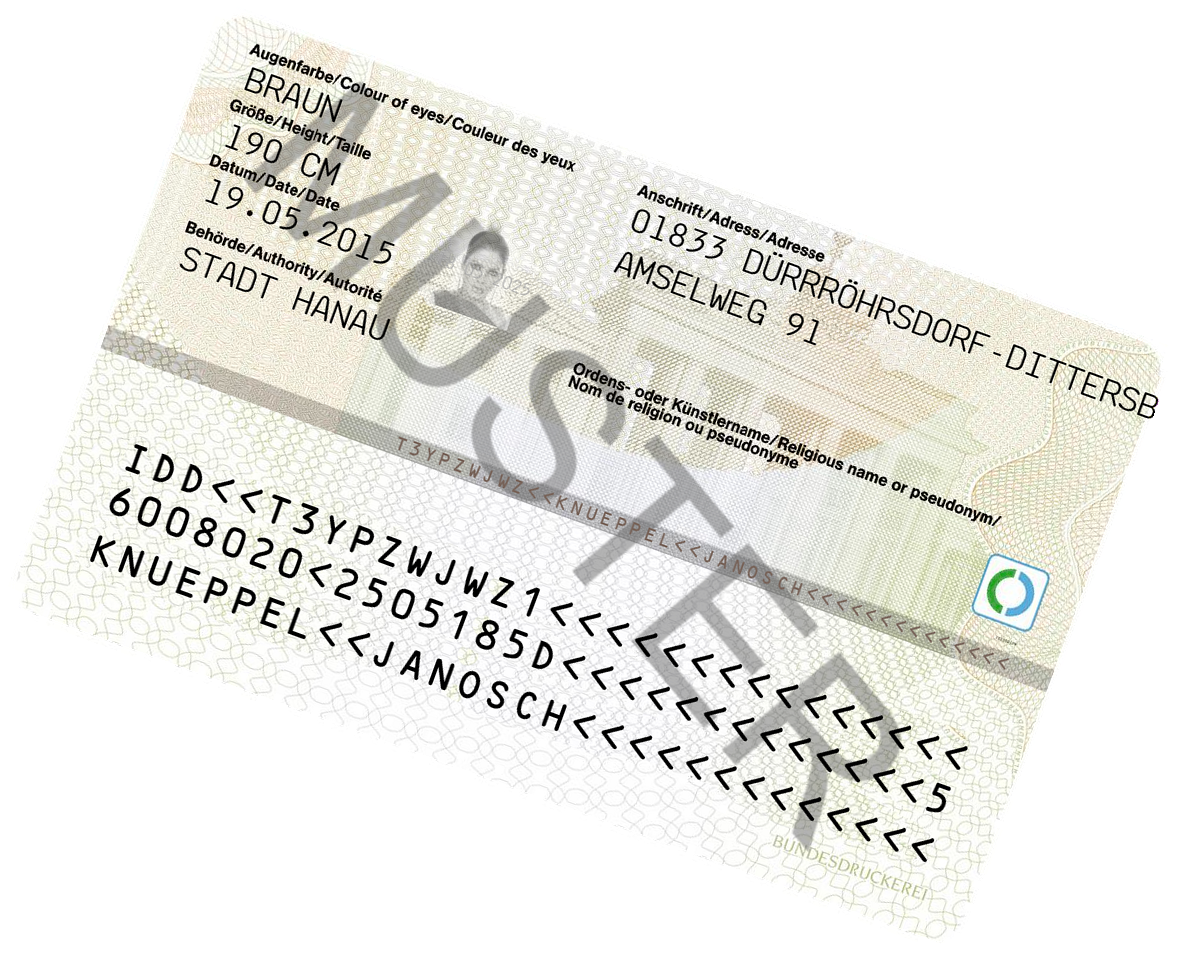 Augenfarbe/Colour of eyes/Couleur des yeux
BRAUN
Größe/Height/Taille
190 CM
Datum/Date/Date
19.05.2015
Behörde/Authority/Autorité
STADT HANAU
Anschrift/Adress/Adresse
01833 DÜRRRÖHRSDORF-DITTERSB
AMSELWEG 91
Ordens- oder Künstlername/Religious name or pseudonym/
Nom de religion ou pseudonyme
MUSTER
T3YPZWJWZ<<KNUEPPEL<<JANOSCH<<<<<<<<<<<<<<
IDD<<T3YPZWJWZ1<<<<<<<<<<<<<<<
6008020<2505185D<<<<<<<<<<<<<5
KNUEPPEL<<JANOSCH<<<<<<<<<<<<<
BUNDESDRUCKEREI